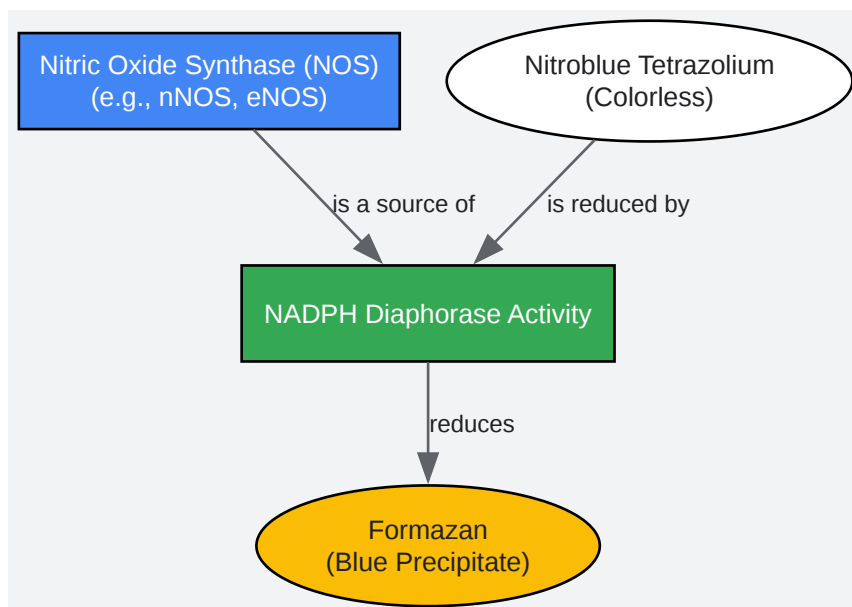 Nitric Oxide Synthase (NOS)
(e.g., nNOS, eNOS)
Nitroblue Tetrazolium
(Colorless)
is a source of
is reduced by
NADPH Diaphorase Activity
reduces
Formazan
(Blue Precipitate)